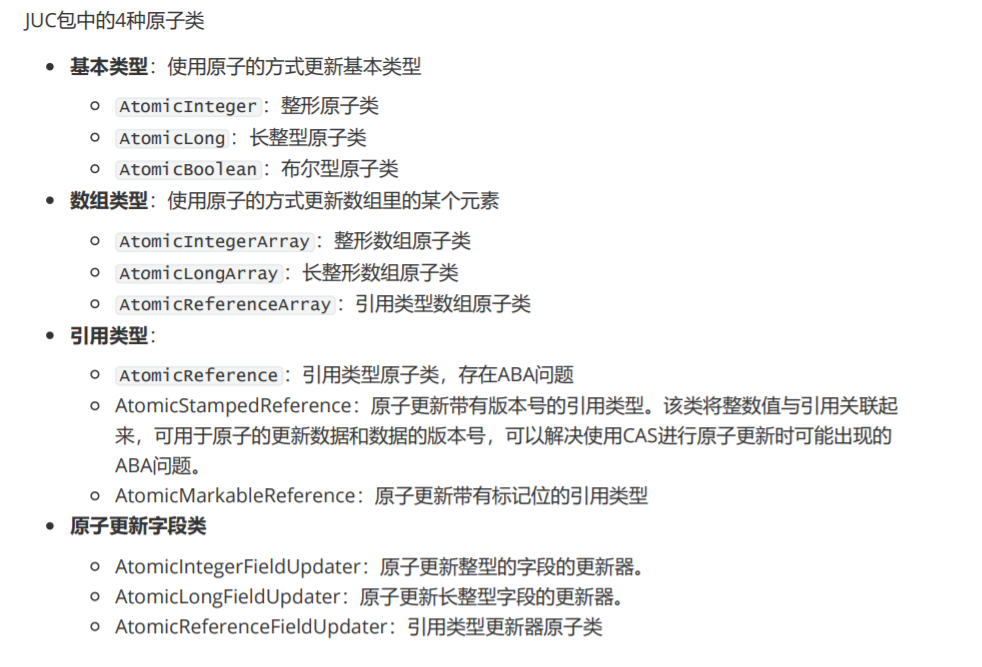 JUC包中的4种原子类
基本类型：使用原子的方式更新基本类型
AtomicInteger：整形原子类
AtomicLong：长整型原子类
AtomicBoolean：布尔型原子类
数组类型：使用原子的方式更新数组里的某个元素
AtomicIntegerArray：整形数组原子类
AtomicLongArray：长整形数组原子类
AtomicReferenceArray：引用类型数组原子类
引用类型：
AtomicReference：引用类型原子类，存在ABA问题
AtomicStampedReference：原子更新带有版本号的引用类型。该类将整数值与引用关联起
来，可用于原子的更新数据和数据的版本号，可以解决使用CAS进行原子更新时可能出现的
ABA问题。
AtomicMarkableReference：原子更新带有标记位的引用类型
原子更新字段类
AtomicIntegerFieldUpdater：原子更新整型的字段的更新器。
AtomicLongFieldUpdater：原子更新长整型字段的更新器。
AtomicReferenceFieldUpdater：引用类型更新器原子类